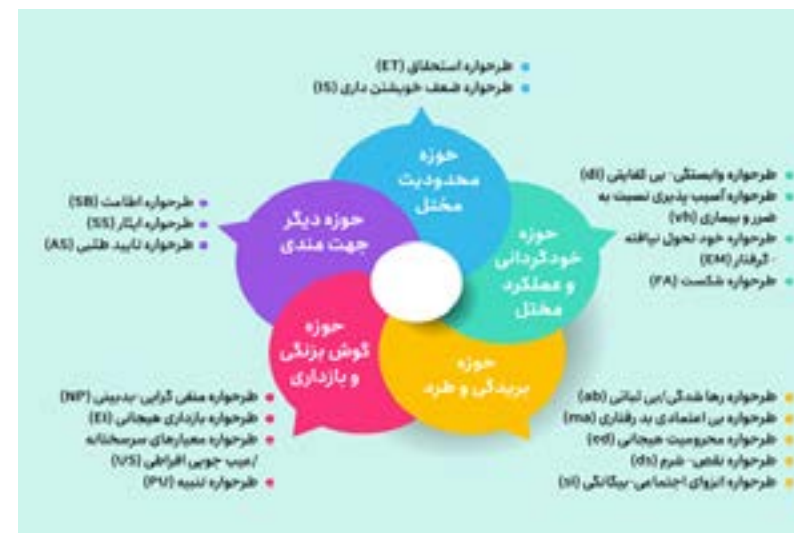 طرحواره استحقاق (ET)
طرحواره ضعف خویشتن داری (IS)
حوزه
محدودیت
مختل
طرحواره وابستگی- بی کفایتی (di)
طرحواره آسیب پذیری نسبت به
ضرر و بیماری (vh)
طرحواره خود تحول نیافته
- گرفتار (EM)
طرحواره شکست (FA)
حوزه
خودگردانی
و عملکرد
مختل
طرحواره اطاعت (SB)
طرحواره ایثار (SS)
طرحواره تایید طلبی (AS)
حوزه دیگر
جهت مندی
حوزه
گوش بزنگی
و بازداری
حوزه
بریدگی و طرد
طرحواره رها شدگی/بی ثباتی (ab)
طرحواره بی اعتمادی بد رفتاری (ma)
طرحواره محرومیت هیجانی (ed)
طرحواره نقص- شرم (ds)
طرحواره انزوای اجتماعی-بیگانگی (si)
طرحواره منفی گرایی-بدبینی (NP)
طرحواره بازداری هیجانی (EI)
طرحواره معیارهای سرسختانه
/عیب جویی افراطی (US)
طرحواره تنبیه (PU)